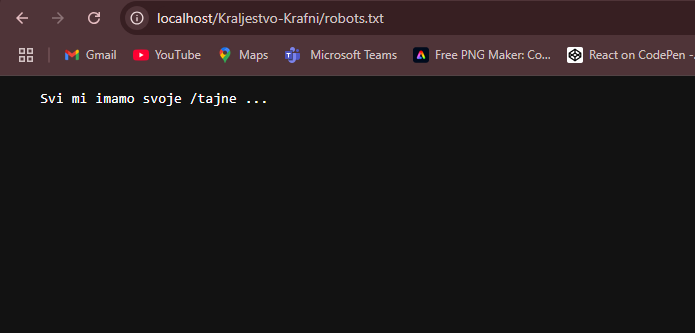 localhost/Kraljestvo-Krafni/robots.txt
Gmail YouTube Maps Microsoft Teams Free PNG Maker: Co... React on CodePen -
Svi mi imamo svoje /tajne ...